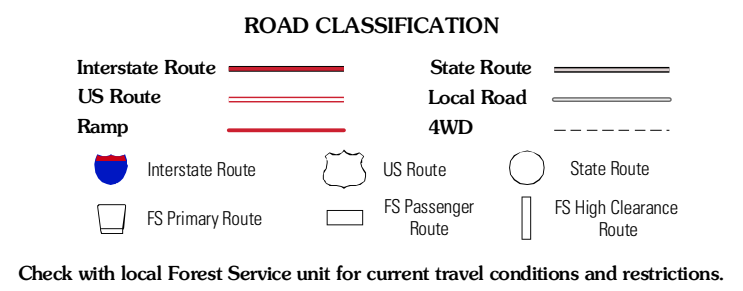 ROAD CLASSIFICATION
Interstate Route
State Route
US Route
Local Road
Ramp
4WD
Interstate Route
US Route
State Route
FS Primary Route
FS Passenger
Route
FS High Clearance
Route
Check with local Forest Service unit for current travel conditions and restrictions.